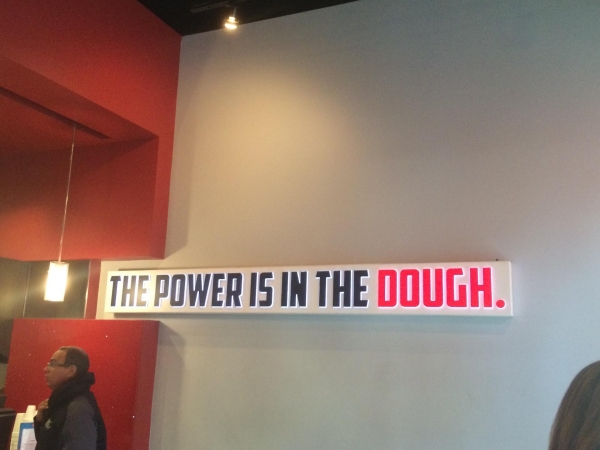 THE POWER IS IN THE DOUGH.